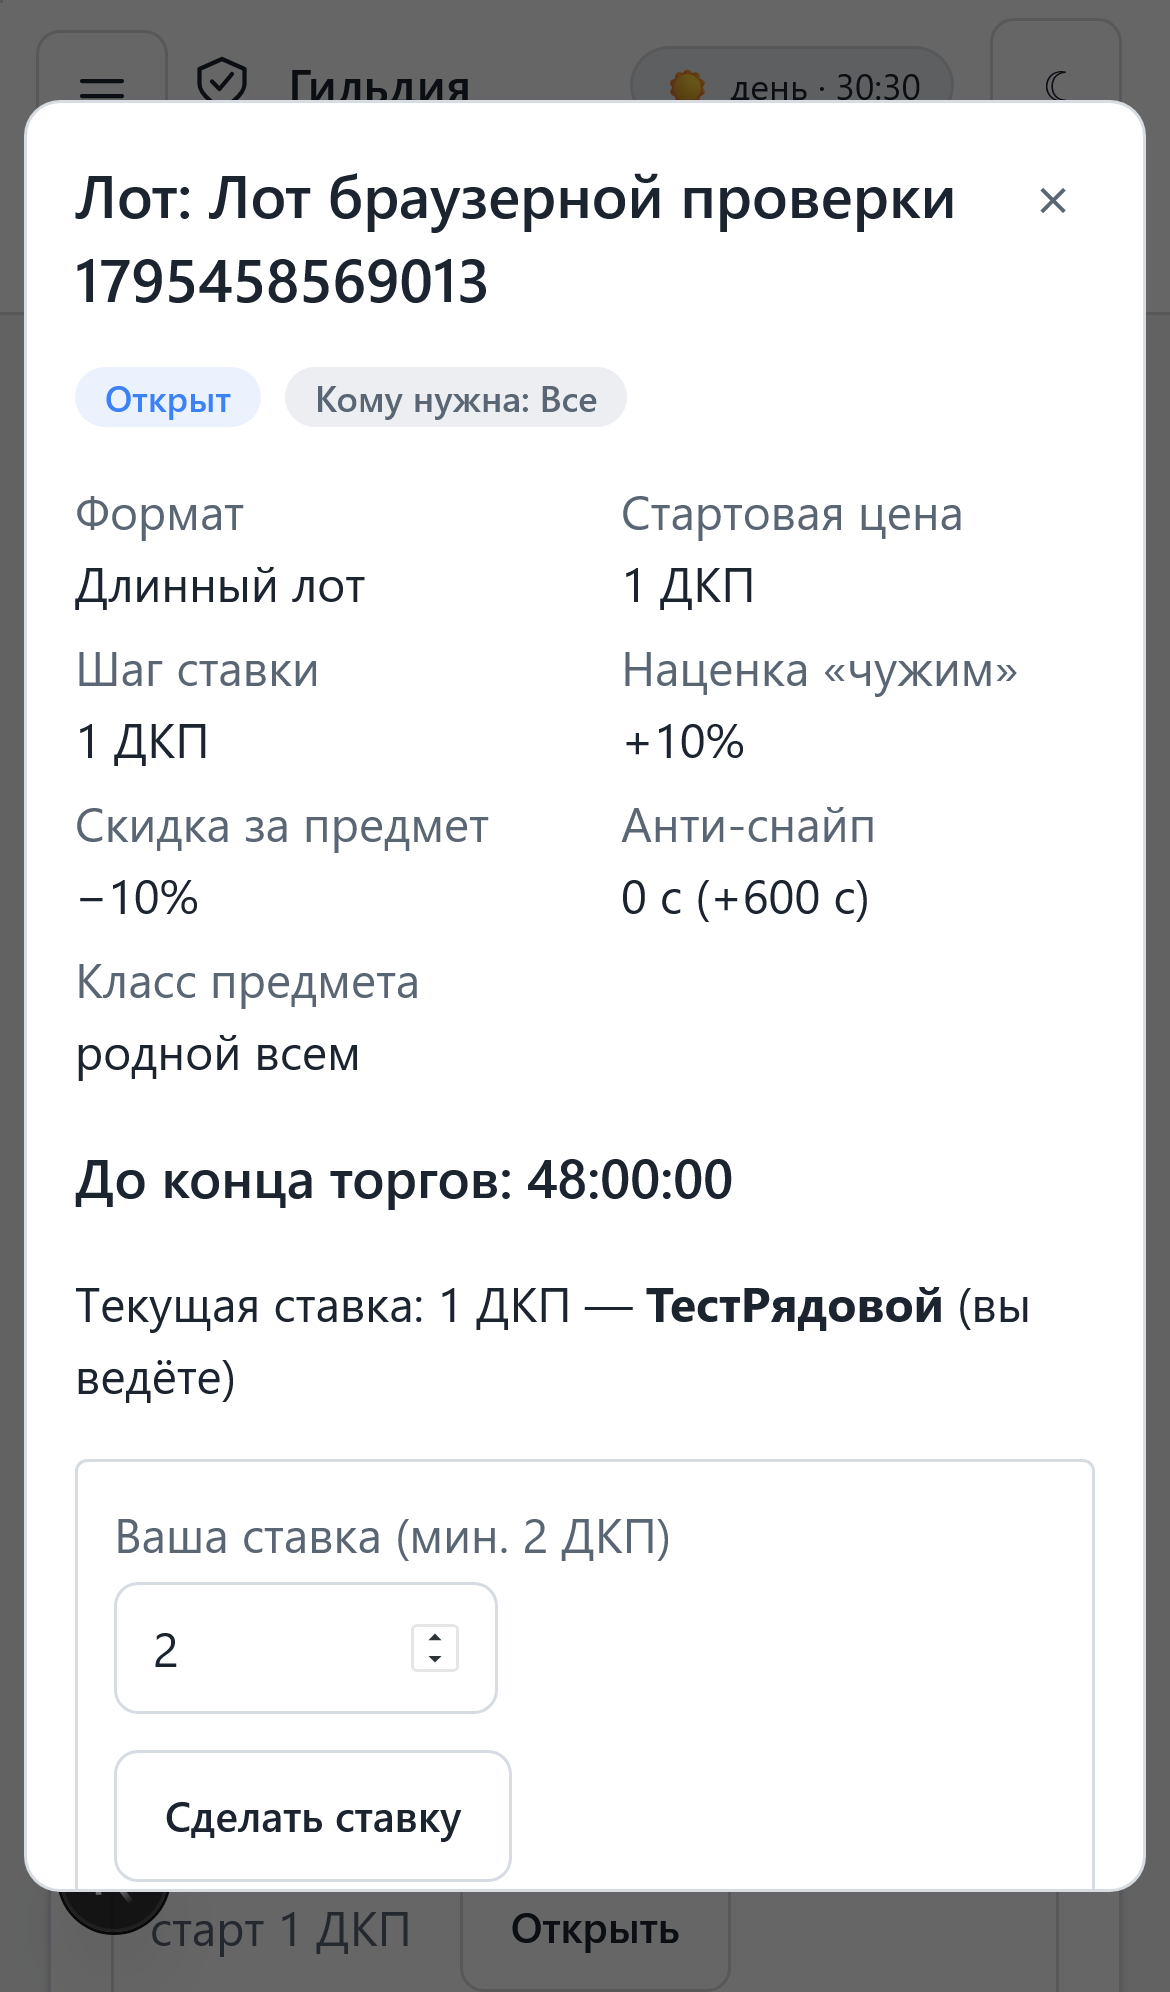 Гильдия
день · 30:30
Лот: Лот браузерной проверки
1795458569013
×
Открыт
Кому нужна: Все
Формат
Стартовая цена
Длинный лот
1 ДКП
Шаг ставки
Наценка «чужим»
1 ДКП
+10%
Скидка за предмет
Анти-снайп
−10%
0 с (+600 с)
Класс предмета
родной всем
До конца торгов: 48:00:00
Текущая ставка: 1 ДКП — ТестРядовой (вы
ведёте)
Ваша ставка (мин. 2 ДКП)
2
Сделать ставку
старт 1 ДКП
Открыть